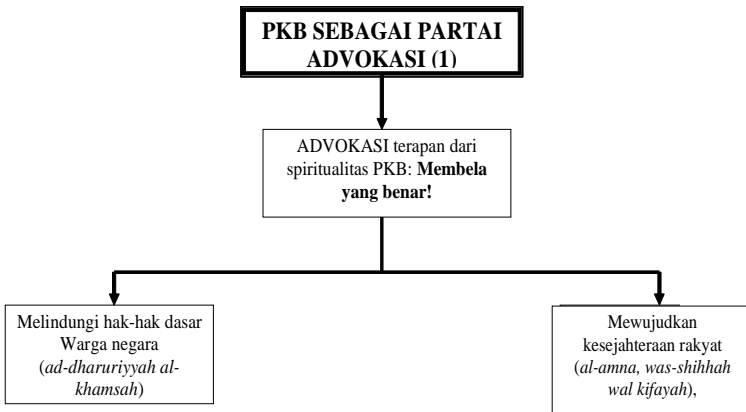 PKB SEBAGAI PARTAI
ADVOKASI (1)
ADVOKASI terapan dari
spiritualitas PKB: Membela
yang benar!
Melindungi hak-hak dasar
Warga negara
(ad-dharuriyyah al-
khamsah)
Mewujudkan
kesejahteraan rakyat
(al-amna, was-shihhah
wal kifayah),